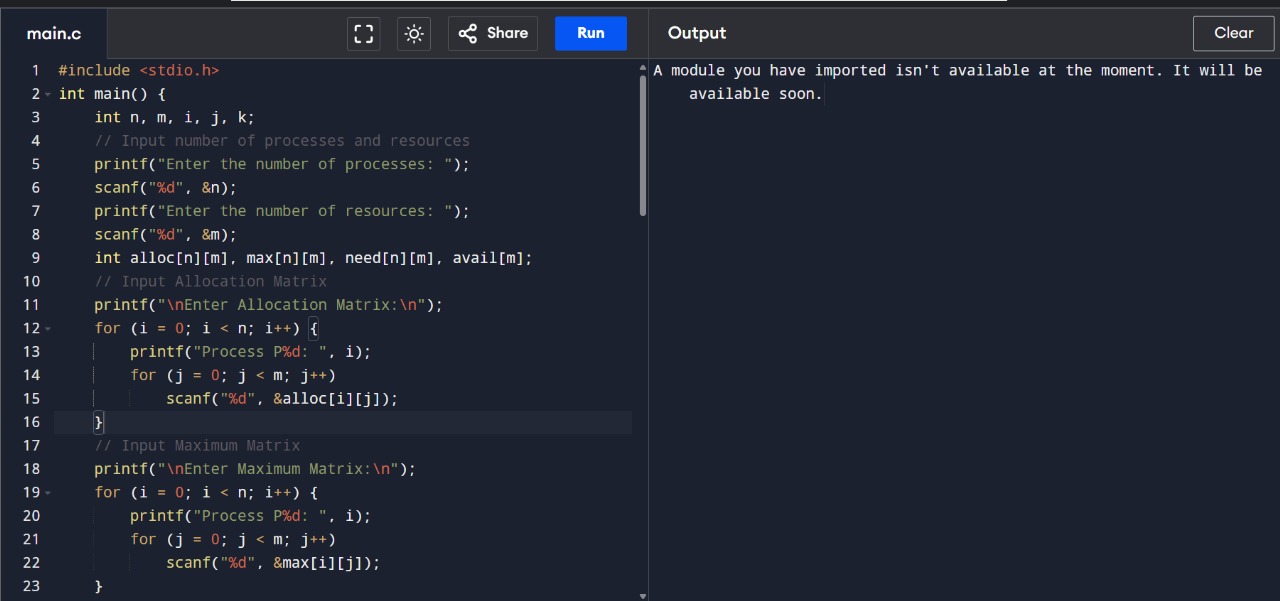 main.c
Share
Run
Output
Clear
1 #include <stdio.h>
2 int main() {
3     int n, m, i, j, k;
4     // Input number of processes and resources
5     printf("Enter the number of processes: ");
6     scanf("%d", &n);
7     printf("Enter the number of resources: ");
8     scanf("%d", &m);
9     int alloc[n][m], max[n][m], need[n][m], avail[m];
10     // Input Allocation Matrix
11     printf("\nEnter Allocation Matrix:\n");
12     for (i = 0; i < n; i++) {
13         printf("Process P%d: ", i);
14         for (j = 0; j < m; j++)
15             scanf("%d", &alloc[i][j]);
16     }
17     // Input Maximum Matrix
18     printf("\nEnter Maximum Matrix:\n");
19     for (i = 0; i < n; i++) {
20         printf("Process P%d: ", i);
21         for (j = 0; j < m; j++)
22             scanf("%d", &max[i][j]);
23     }
A module you have imported isn't available at the moment. It will be
available soon.